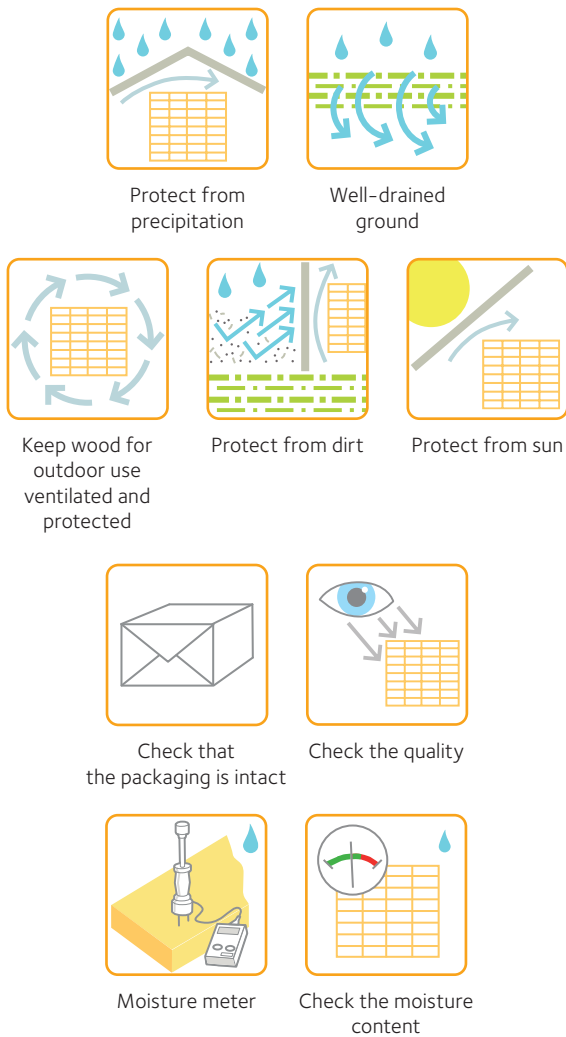 Protect from
precipitation
Well-drained
ground
Keep wood for
outdoor use
ventilated and
protected
Protect from dirt
Protect from sun
Check that
the packaging is intact
Check the quality
Moisture meter
Check the moisture
content